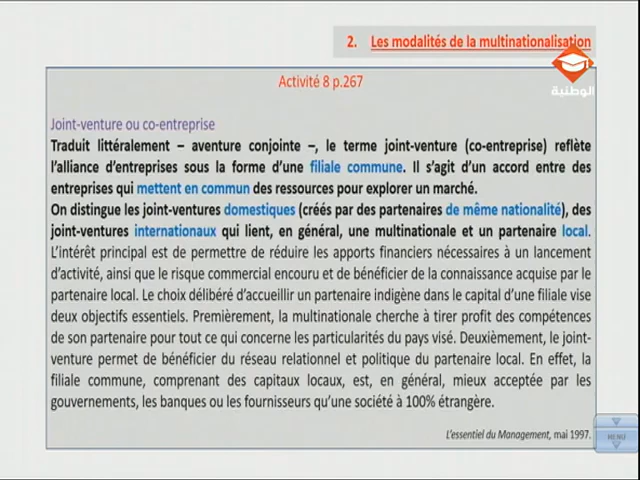 2. Les modalités de la multinationalisation
الوطنية
Activité 8 p.267
Joint-venture ou co-entreprise
Traduit littéralement – aventure conjointe –, le terme joint-venture (co-entreprise) reflète
l'alliance d'entreprises sous la forme d'une filiale commune. Il s'agit d'un accord entre des
entreprises qui mettent en commun des ressources pour explorer un marché.
On distingue les joint-ventures domestiques (créés par des partenaires de même nationalité), des
joint-ventures internationaux qui lient, en général, une multinationale et un partenaire local.
L'intérêt principal est de permettre de réduire les apports financiers nécessaires à un lancement
d'activité, ainsi que le risque commercial encouru et de bénéficier de la connaissance acquise par le
partenaire local. Le choix délibéré d'accueillir un partenaire indigène dans le capital d'une filiale vise
deux objectifs essentiels. Premièrement, la multinationale cherche à tirer profit des compétences
de son partenaire pour tout ce qui concerne les particularités du pays visé. Deuxièmement, le joint-
venture permet de bénéficier du réseau relationnel et politique du partenaire local. En effet, la
filiale commune, comprenant des capitaux locaux, est, en général, mieux acceptée par les
gouvernements, les banques ou les fournisseurs qu'une société à 100% étrangère.
L'essentiel du Management, mai 1997.
MENU